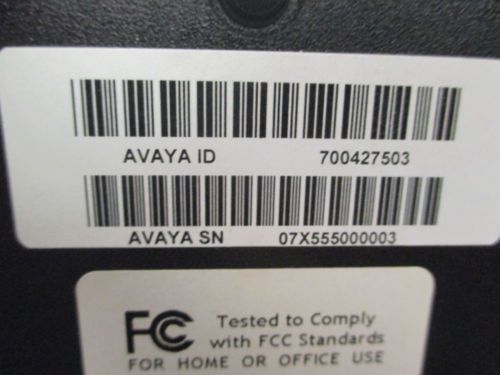 AVAYA ID 700427503
AVAYA SN 07X555000003
FC Tested to Comply
with FCC Standards
FOR HOME OR OFFICE USE